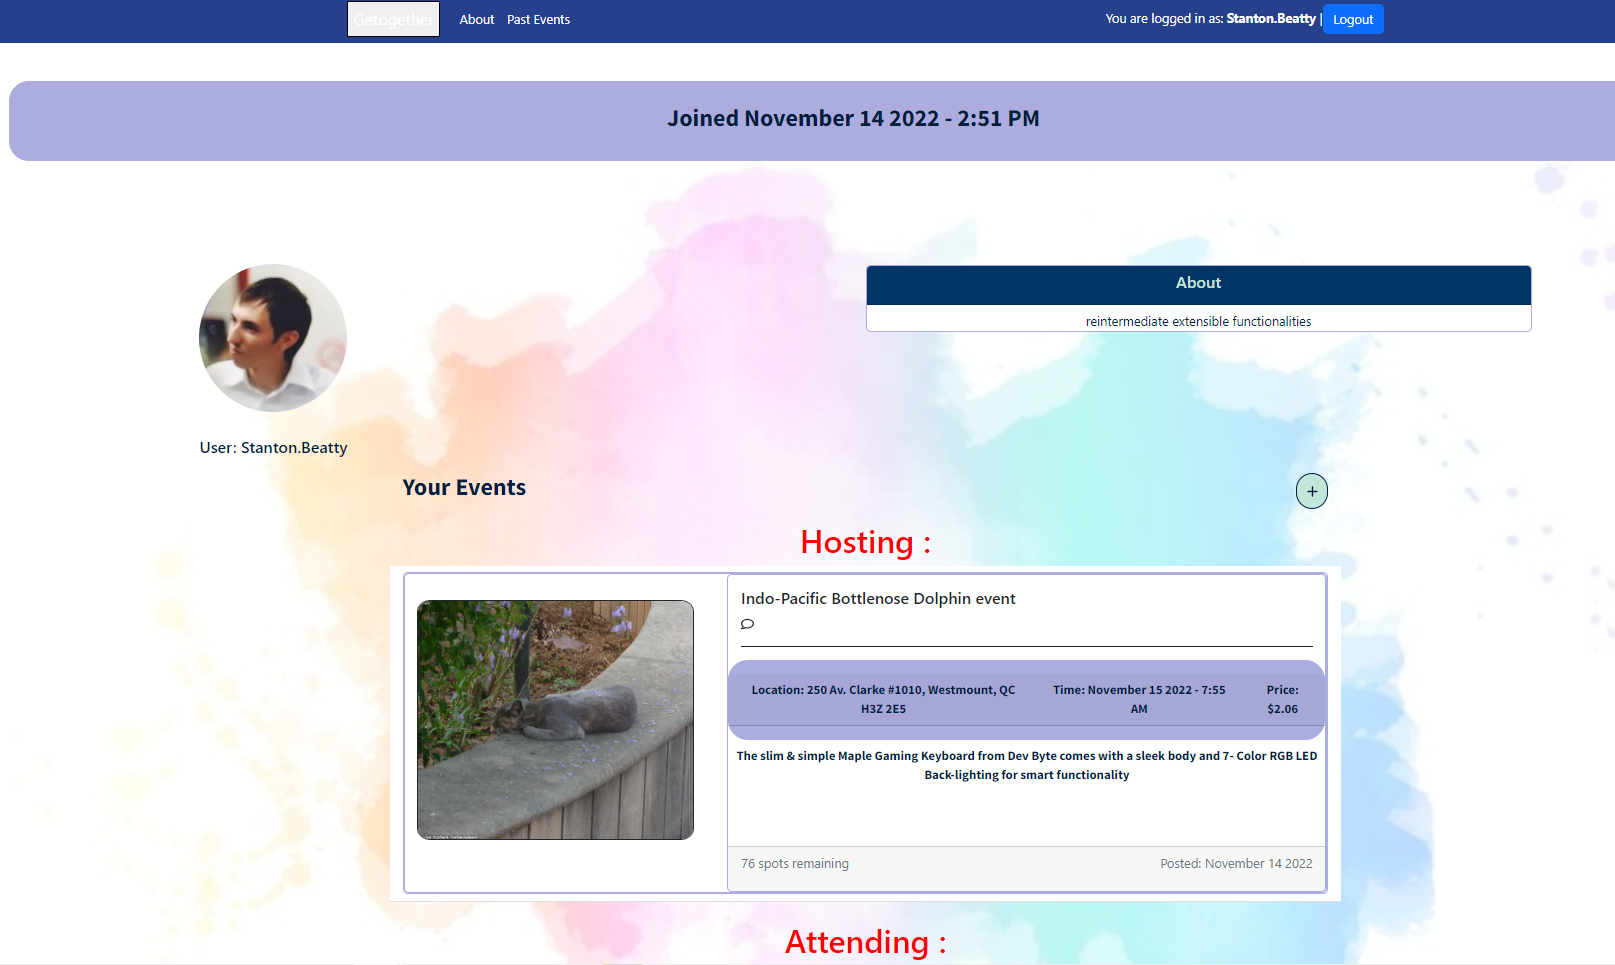 Getogether About Past Events You are logged in as: Stanton.Beatty | Logout
Joined November 14 2022 - 2:51 PM
About
reintermediate extensible functionalities
User: Stanton.Beatty
Your Events
+
Hosting :
Indo-Pacific Bottlenose Dolphin event
Location: 250 Av. Clarke #1010, Westmount, QC
H3Z 2E5
Time: November 15 2022 - 7:55
AM
Price:
$2.06
The slim & simple Maple Gaming Keyboard from Dev Byte comes with a sleek body and 7- Color RGB LED
Back-lighting for smart functionality
76 spots remaining Posted: November 14 2022
Attending :